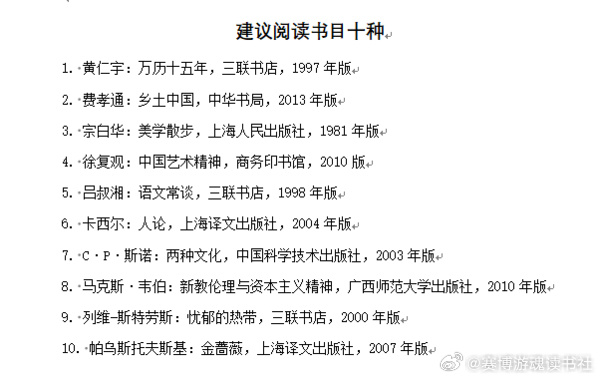 建议阅读书目十种
1. 黄仁宇：万历十五年，三联书店，1997 年版
2. 费孝通：乡土中国，中华书局，2013 年版
3. 宗白华：美学散步，上海人民出版社，1981 年版
4. 徐复观：中国艺术精神，商务印书馆，2010 版
5. 吕叔湘：语文常谈，三联书店，1998 年版
6. 卡西尔：人论，上海译文出版社，2004 年版
7. C·P·斯诺：两种文化，中国科学技术出版社，2003 年版
8. 马克斯·韦伯：新教伦理与资本主义精神，广西师范大学出版社，2010 年版
9. 列维-斯特劳斯：忧郁的热带，三联书店，2000 年版
10. 帕乌斯托夫斯基：金蔷薇，上海译文出版社，2007 年版
@赛博游魂读书社